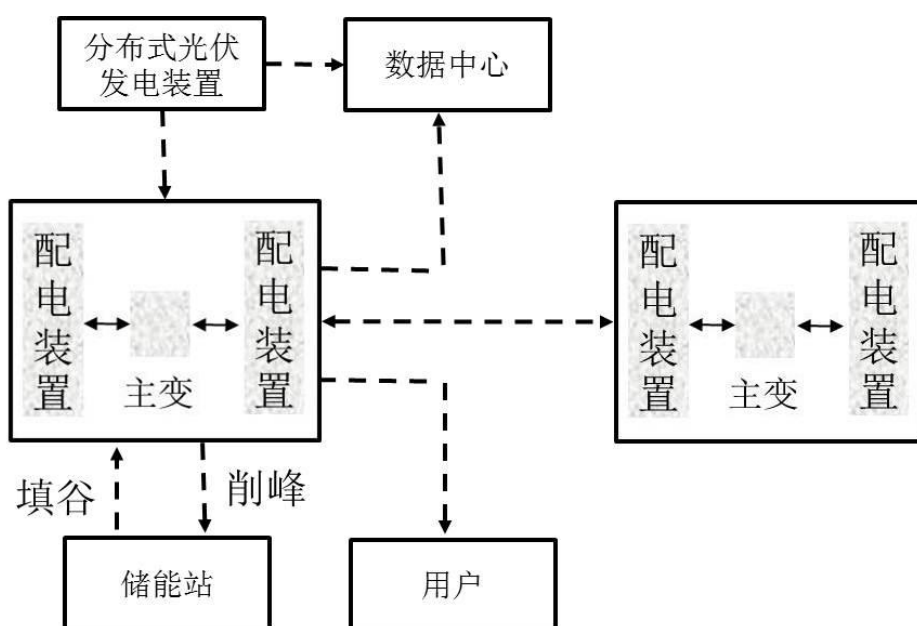 分布式光伏
发电装置
数据中心
配电装置
主变
配电装置
配电装置
主变
配电装置
填谷
削峰
储能站
用户